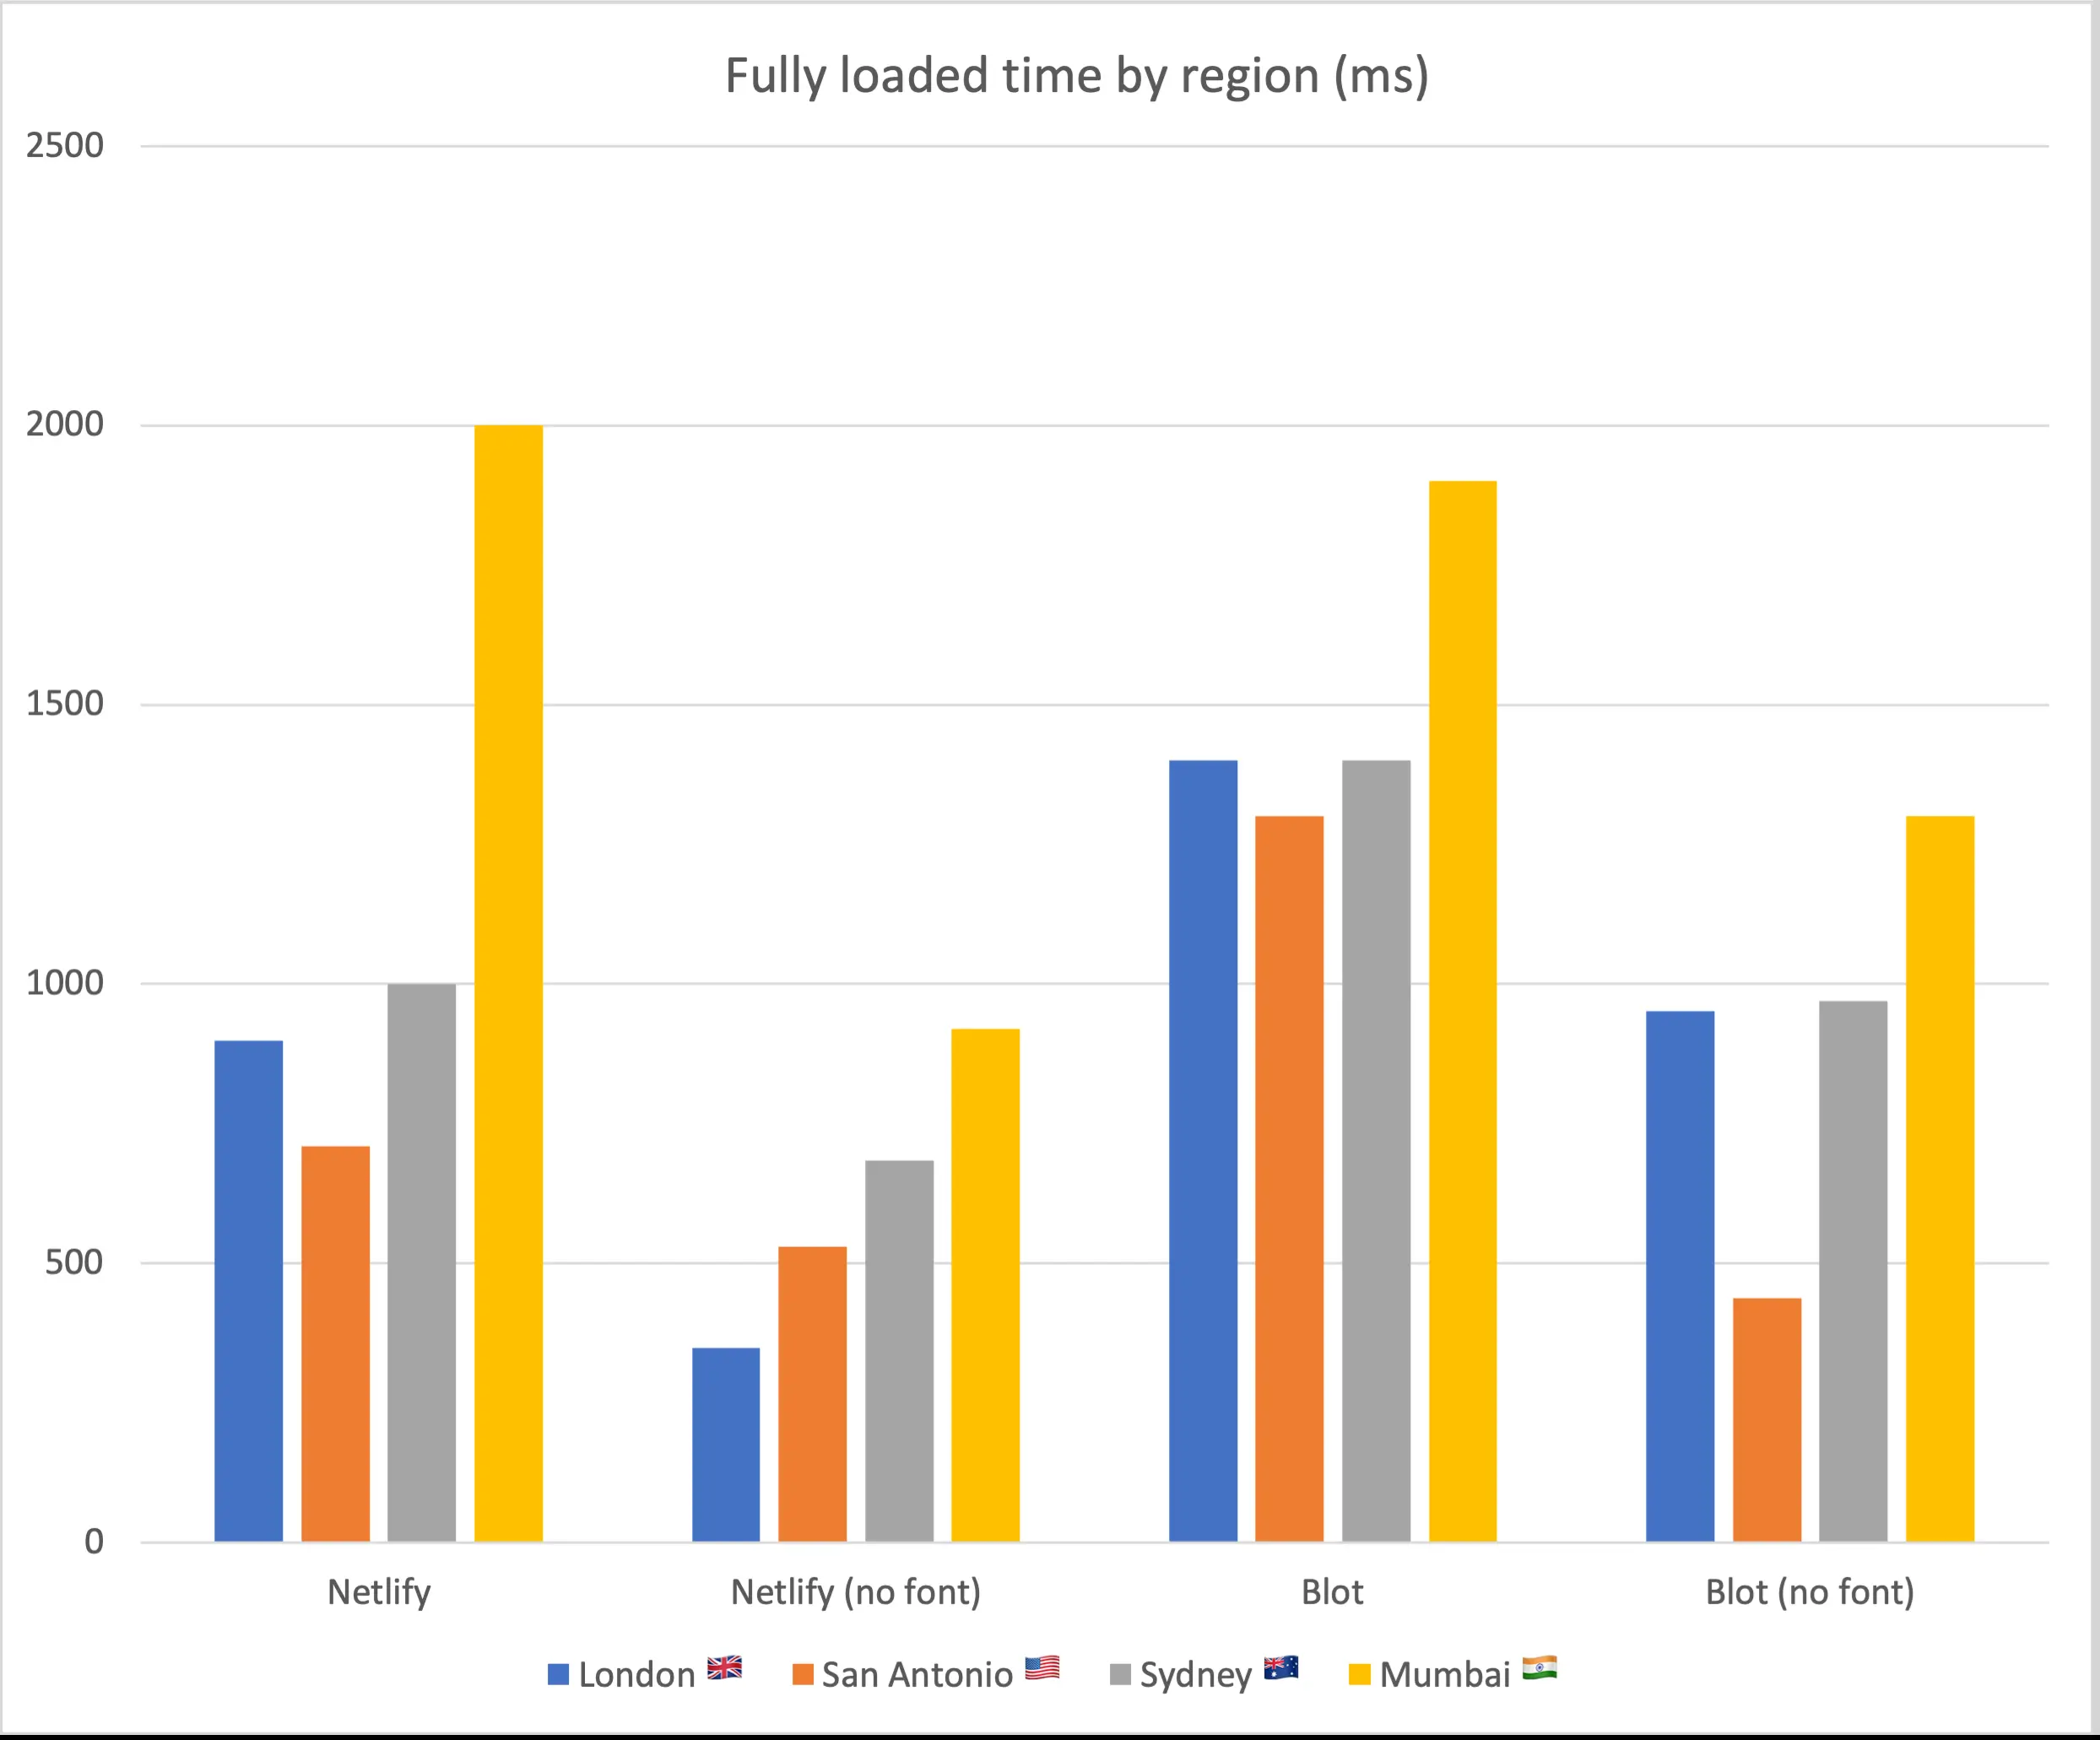 Fully loaded time by region (ms)
2500
2000
1500
1000
500
0
Netlify
Netlify (no font)
Blot
Blot (no font)
London 🇬🇧 San Antonio 🇺🇸 Sydney 🇦🇺 Mumbai 🇮🇳